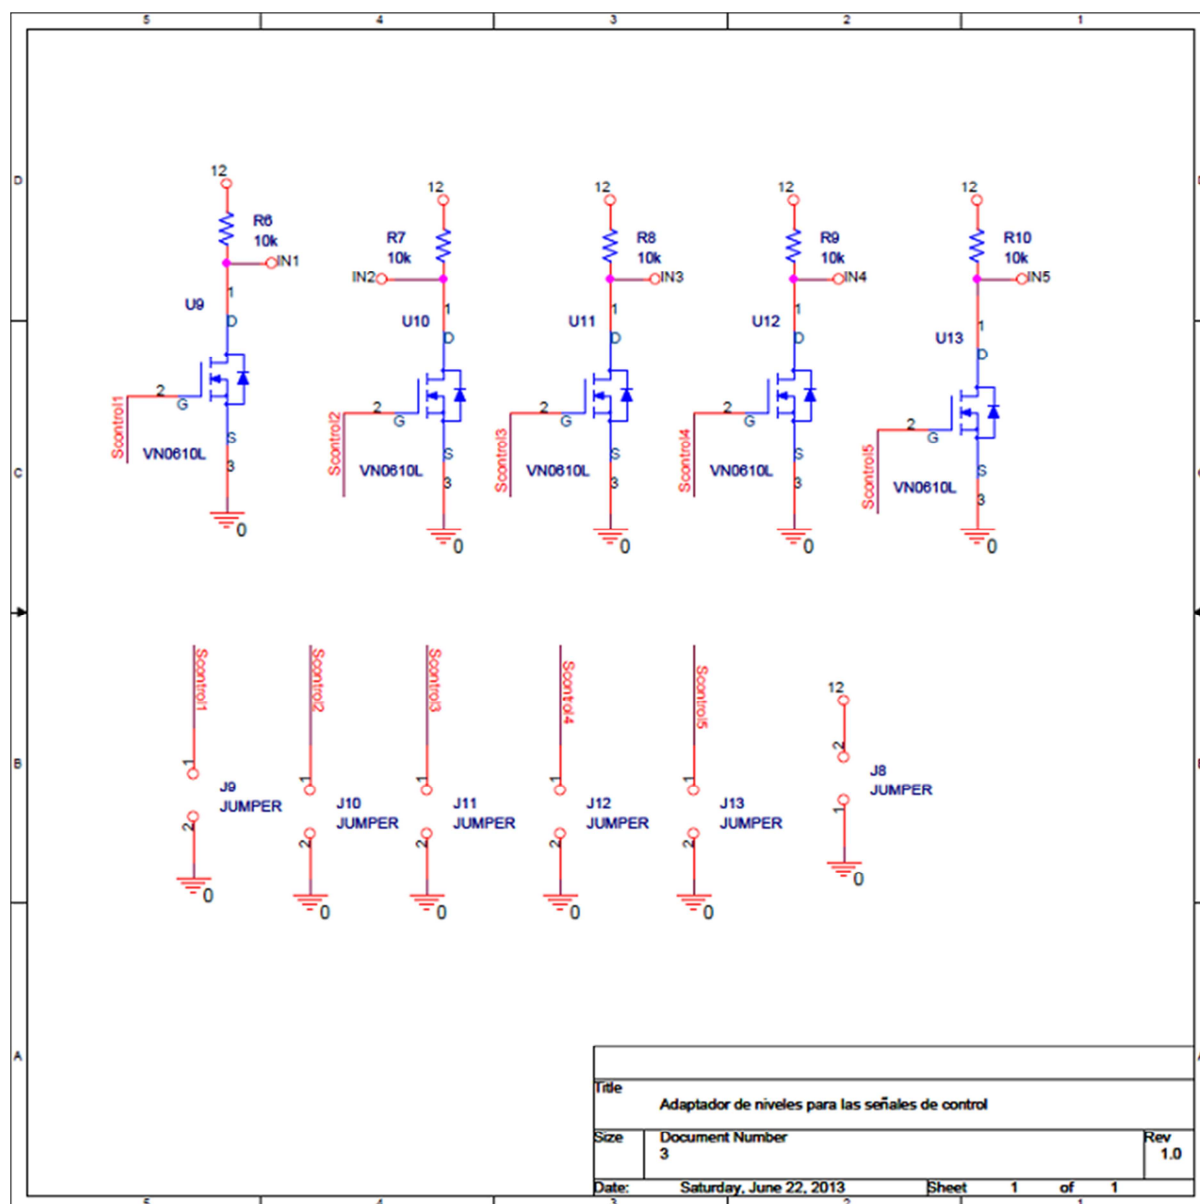 5 4 3 2 1
D
12 12 12 12 12
R6 10k
R7 10k
R8 10k
R9 10k
R10 10k
IN1 IN2 IN3 IN4 IN5
U9 U10 U11 U12 U13
1 1 1 1 1
D D D D D
2 2 2 2 2
G G G G G
Scontrol1 Scontrol2 Scontrol3 Scontrol4 Scontrol5
S S S S S
VN0610L VN0610L VN0610L VN0610L VN0610L
3 3 3 3 3
C
0 0 0 0 0
Scontrol1 Scontrol2 Scontrol3 Scontrol4 Scontrol5
12
B
1 1 1 1 1 2
J9
JUMPER
J10
JUMPER
J11
JUMPER
J12
JUMPER
J13
JUMPER
J8
JUMPER
2 2 2 2 2 1
0 0 0 0 0 0
A
Title
Adaptador de niveles para las señales de control
Size Document Number Rev
3 1.0
Date: Saturday, June 22, 2013 Sheet 1 of 1